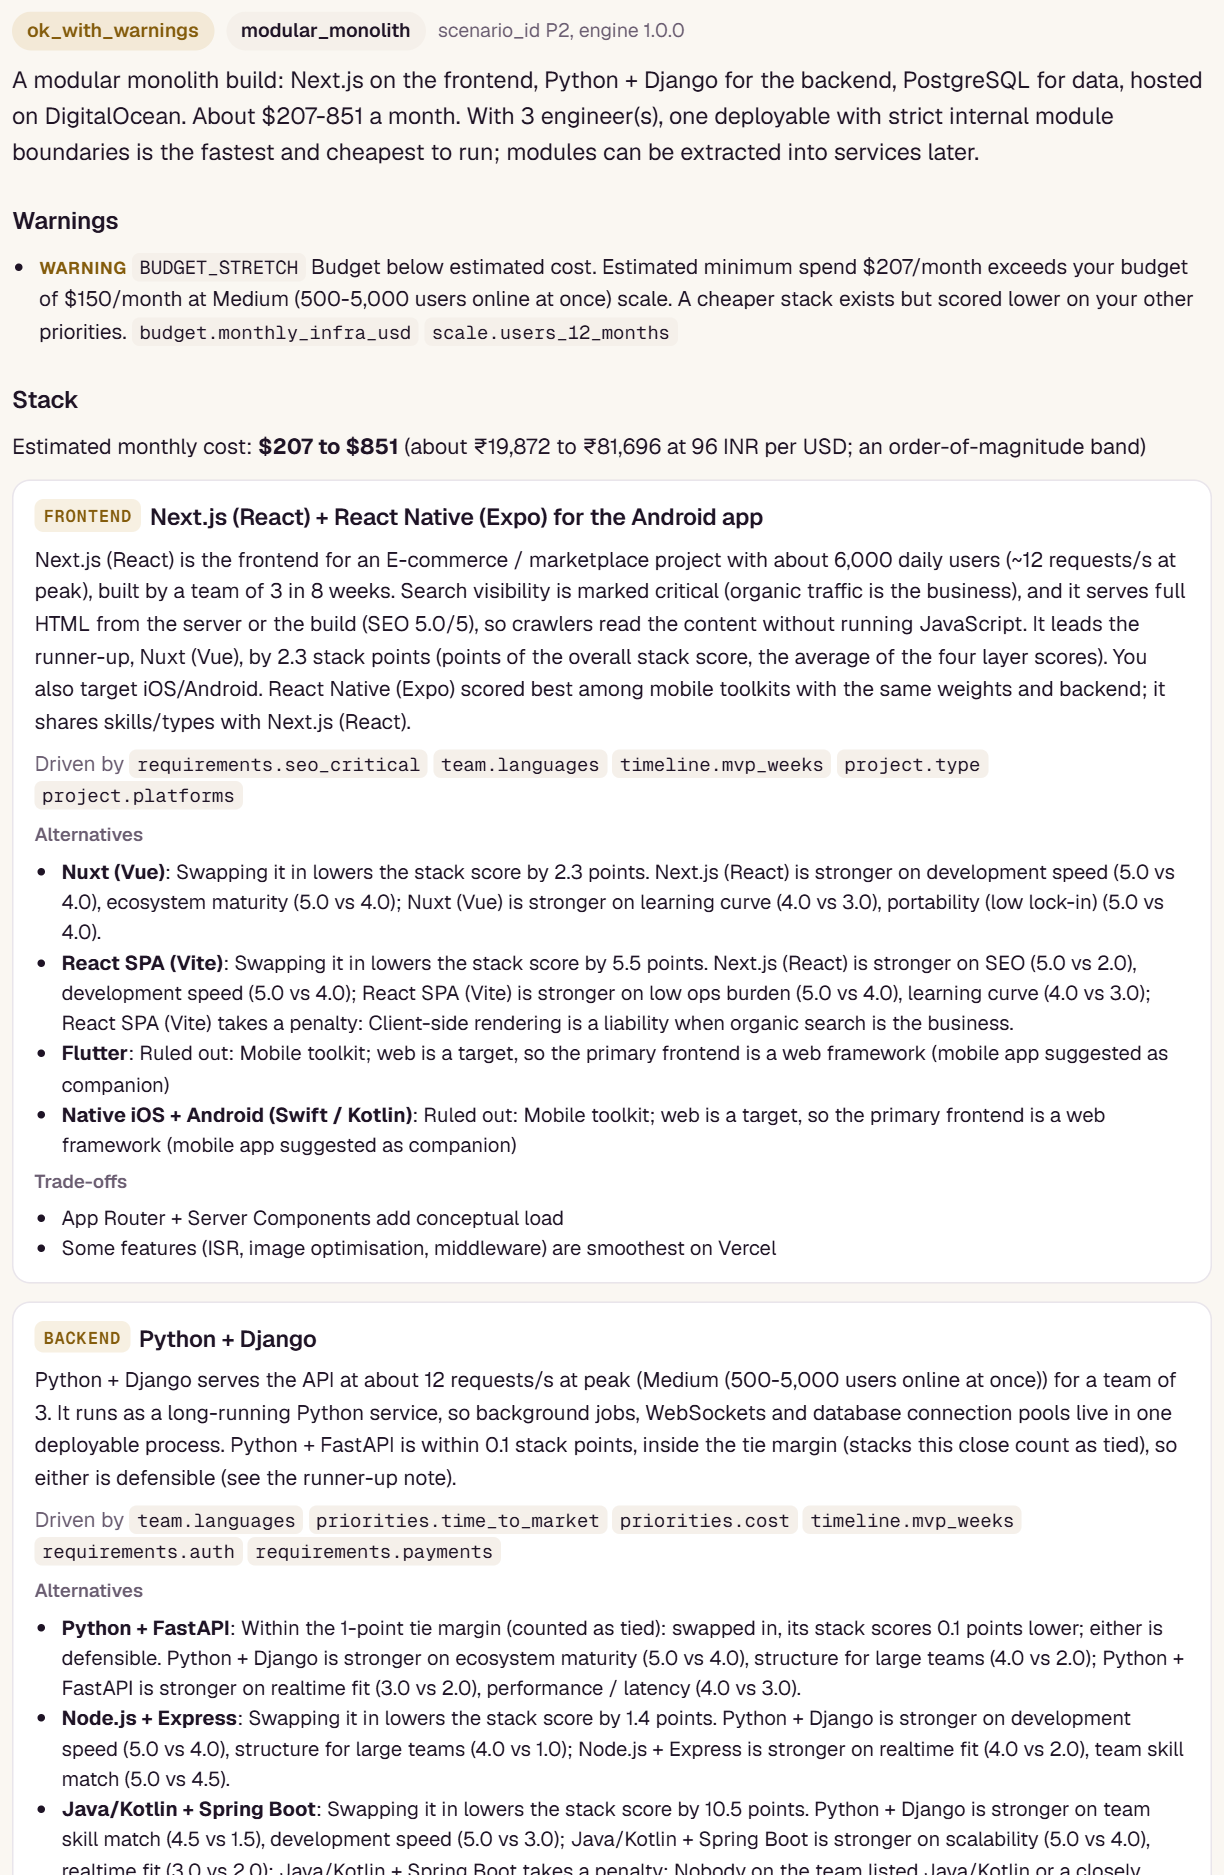 ok_with_warnings modular_monolith scenario_id P2, engine 1.0.0
A modular monolith build: Next.js on the frontend, Python + Django for the backend, PostgreSQL for data, hosted
on DigitalOcean. About $207-851 a month. With 3 engineer(s), one deployable with strict internal module
boundaries is the fastest and cheapest to run; modules can be extracted into services later.
Warnings
• WARNING BUDGET_STRETCH Budget below estimated cost. Estimated minimum spend $207/month exceeds your budget
of $150/month at Medium (500-5,000 users online at once) scale. A cheaper stack exists but scored lower on your other
priorities. budget.monthly_infra_usd scale.users_12_months
Stack
Estimated monthly cost: $207 to $851 (about ₹19,872 to ₹81,696 at 96 INR per USD; an order-of-magnitude band)
FRONTEND Next.js (React) + React Native (Expo) for the Android app
Next.js (React) is the frontend for an E-commerce / marketplace project with about 6,000 daily users (~12 requests/s at
peak), built by a team of 3 in 8 weeks. Search visibility is marked critical (organic traffic is the business), and it serves full
HTML from the server or the build (SEO 5.0/5), so crawlers read the content without running JavaScript. It leads the
runner-up, Nuxt (Vue), by 2.3 stack points (points of the overall stack score, the average of the four layer scores). You
also target iOS/Android. React Native (Expo) scored best among mobile toolkits with the same weights and backend; it
shares skills/types with Next.js (React).
Driven by requirements.seo_critical team.languages timeline.mvp_weeks project.type
project.platforms
Alternatives
• Nuxt (Vue): Swapping it in lowers the stack score by 2.3 points. Next.js (React) is stronger on development speed (5.0 vs
4.0), ecosystem maturity (5.0 vs 4.0); Nuxt (Vue) is stronger on learning curve (4.0 vs 3.0), portability (low lock-in) (5.0 vs
4.0).
• React SPA (Vite): Swapping it in lowers the stack score by 5.5 points. Next.js (React) is stronger on SEO (5.0 vs 2.0),
development speed (5.0 vs 4.0); React SPA (Vite) is stronger on low ops burden (5.0 vs 4.0), learning curve (4.0 vs 3.0);
React SPA (Vite) takes a penalty: Client-side rendering is a liability when organic search is the business.
• Flutter: Ruled out: Mobile toolkit; web is a target, so the primary frontend is a web framework (mobile app suggested as
companion)
• Native iOS + Android (Swift / Kotlin): Ruled out: Mobile toolkit; web is a target, so the primary frontend is a web
framework (mobile app suggested as companion)
Trade-offs
• App Router + Server Components add conceptual load
• Some features (ISR, image optimisation, middleware) are smoothest on Vercel
BACKEND Python + Django
Python + Django serves the API at about 12 requests/s at peak (Medium (500-5,000 users online at once)) for a team of
3. It runs as a long-running Python service, so background jobs, WebSockets and database connection pools live in one
deployable process. Python + FastAPI is within 0.1 stack points, inside the tie margin (stacks this close count as tied), so
either is defensible (see the runner-up note).
Driven by team.languages priorities.time_to_market priorities.cost timeline.mvp_weeks
requirements.auth requirements.payments
Alternatives
• Python + FastAPI: Within the 1-point tie margin (counted as tied): swapped in, its stack scores 0.1 points lower; either is
defensible. Python + Django is stronger on ecosystem maturity (5.0 vs 4.0), structure for large teams (4.0 vs 2.0); Python +
FastAPI is stronger on realtime fit (3.0 vs 2.0), performance / latency (4.0 vs 3.0).
• Node.js + Express: Swapping it in lowers the stack score by 1.4 points. Python + Django is stronger on development
speed (5.0 vs 4.0), structure for large teams (4.0 vs 1.0); Node.js + Express is stronger on realtime fit (4.0 vs 2.0), team skill
match (5.0 vs 4.5).
• Java/Kotlin + Spring Boot: Swapping it in lowers the stack score by 10.5 points. Python + Django is stronger on team
skill match (4.5 vs 1.5), development speed (5.0 vs 3.0); Java/Kotlin + Spring Boot is stronger on scalability (5.0 vs 4.0),
realtime fit (3.0 vs 2.0); Java/Kotlin + Spring Boot takes a penalty: Nobody on the team listed Java/Kotlin or a closely